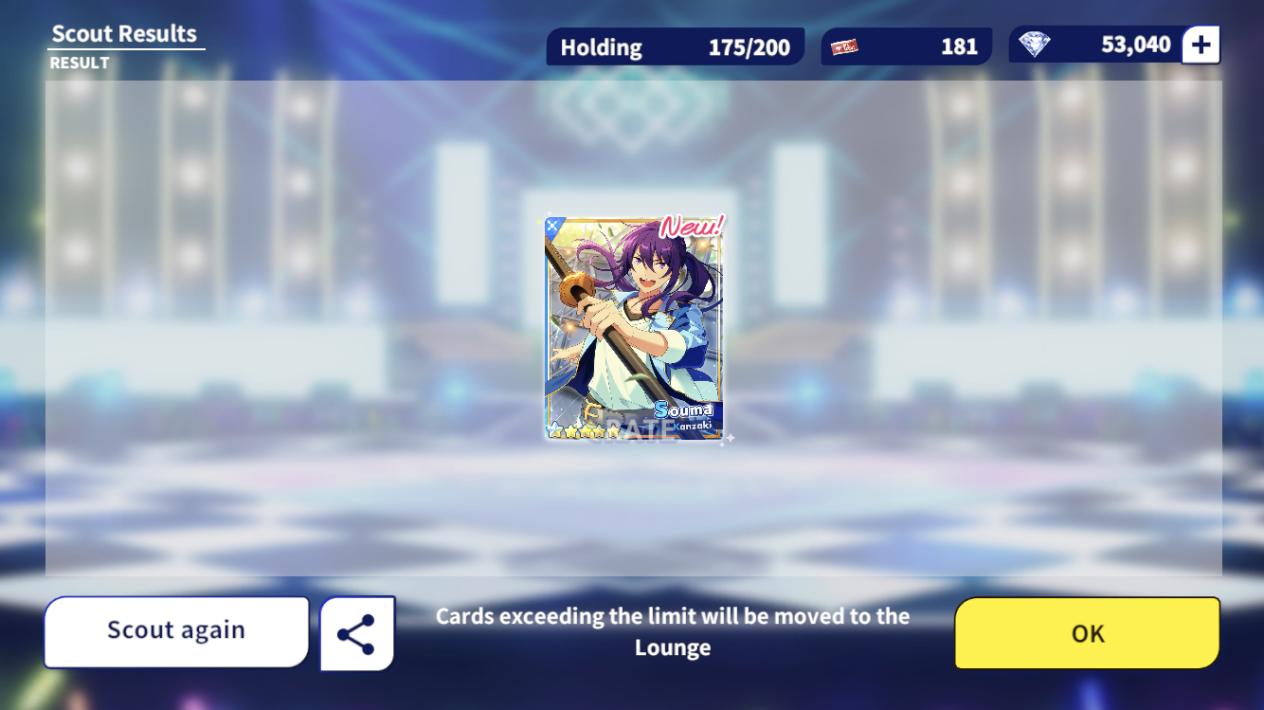 Scout Results
RESULT
Holding 175/200
181
53,040
New!
Souma
Kanzaki
Scout again
Cards exceeding the limit will be moved to the
Lounge
OK